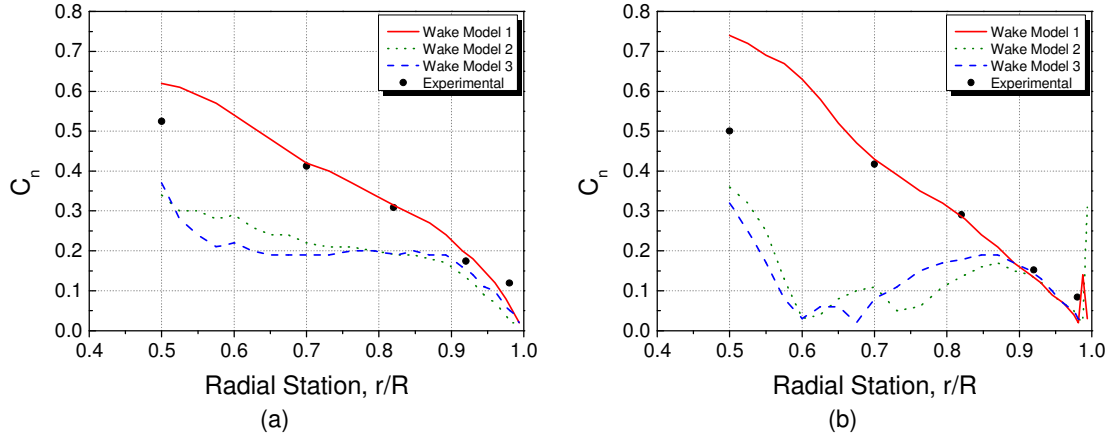 0.8
0.7
0.6
0.5
0.4
0.3
0.2
0.1
0.0
C_n
Wake Model 1
Wake Model 2
Wake Model 3
Experimental
0.4 0.5 0.6 0.7 0.8 0.9 1.0
Radial Station, r/R
(a)
0.8
0.7
0.6
0.5
0.4
0.3
0.2
0.1
0.0
C_n
Wake Model 1
Wake Model 2
Wake Model 3
Experimental
0.4 0.5 0.6 0.7 0.8 0.9 1.0
Radial Station, r/R
(b)